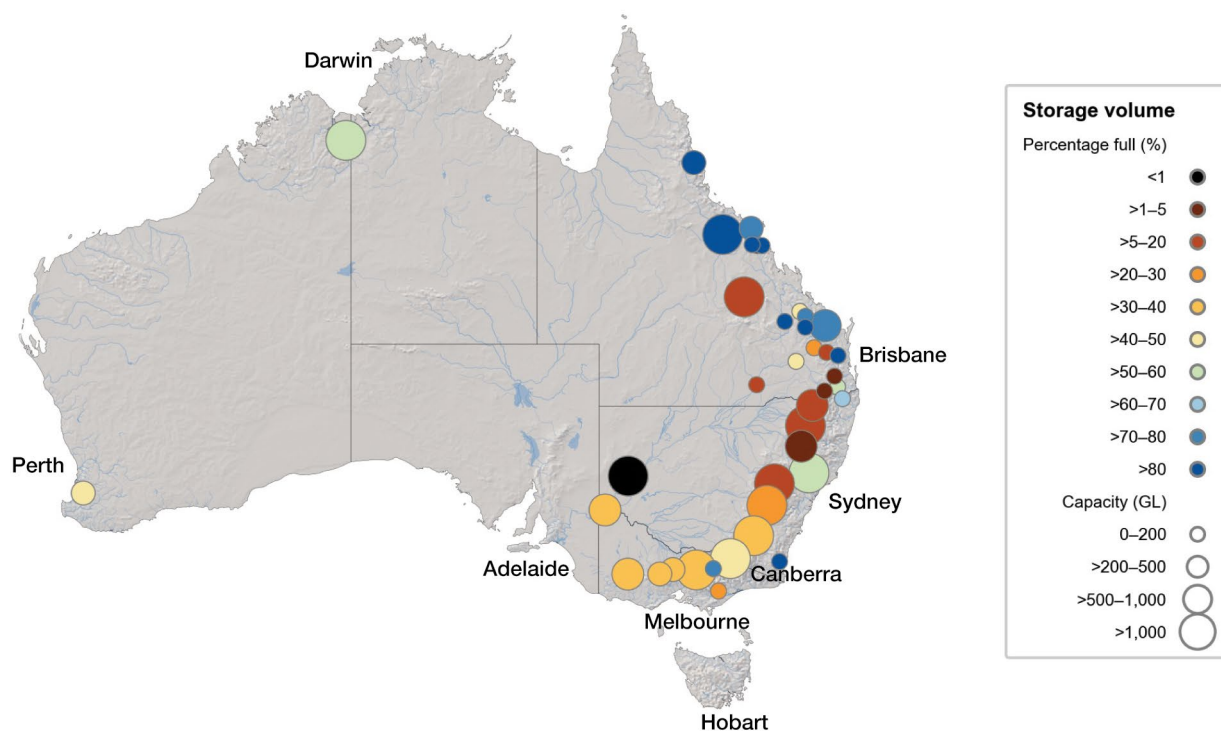 Darwin
Brisbane
Perth
Sydney
Adelaide
Canberra
Melbourne
Hobart
Storage volume
Percentage full (%)
<1
>1–5
>5–20
>20–30
>30–40
>40–50
>50–60
>60–70
>70–80
>80
Capacity (GL)
0–200
>200–500
>500–1,000
>1,000